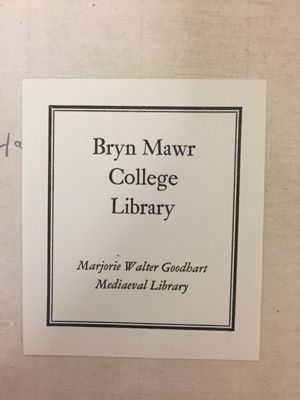 Bryn Mawr
College
Library
Marjorie Walter Goodhart
Mediaeval Library